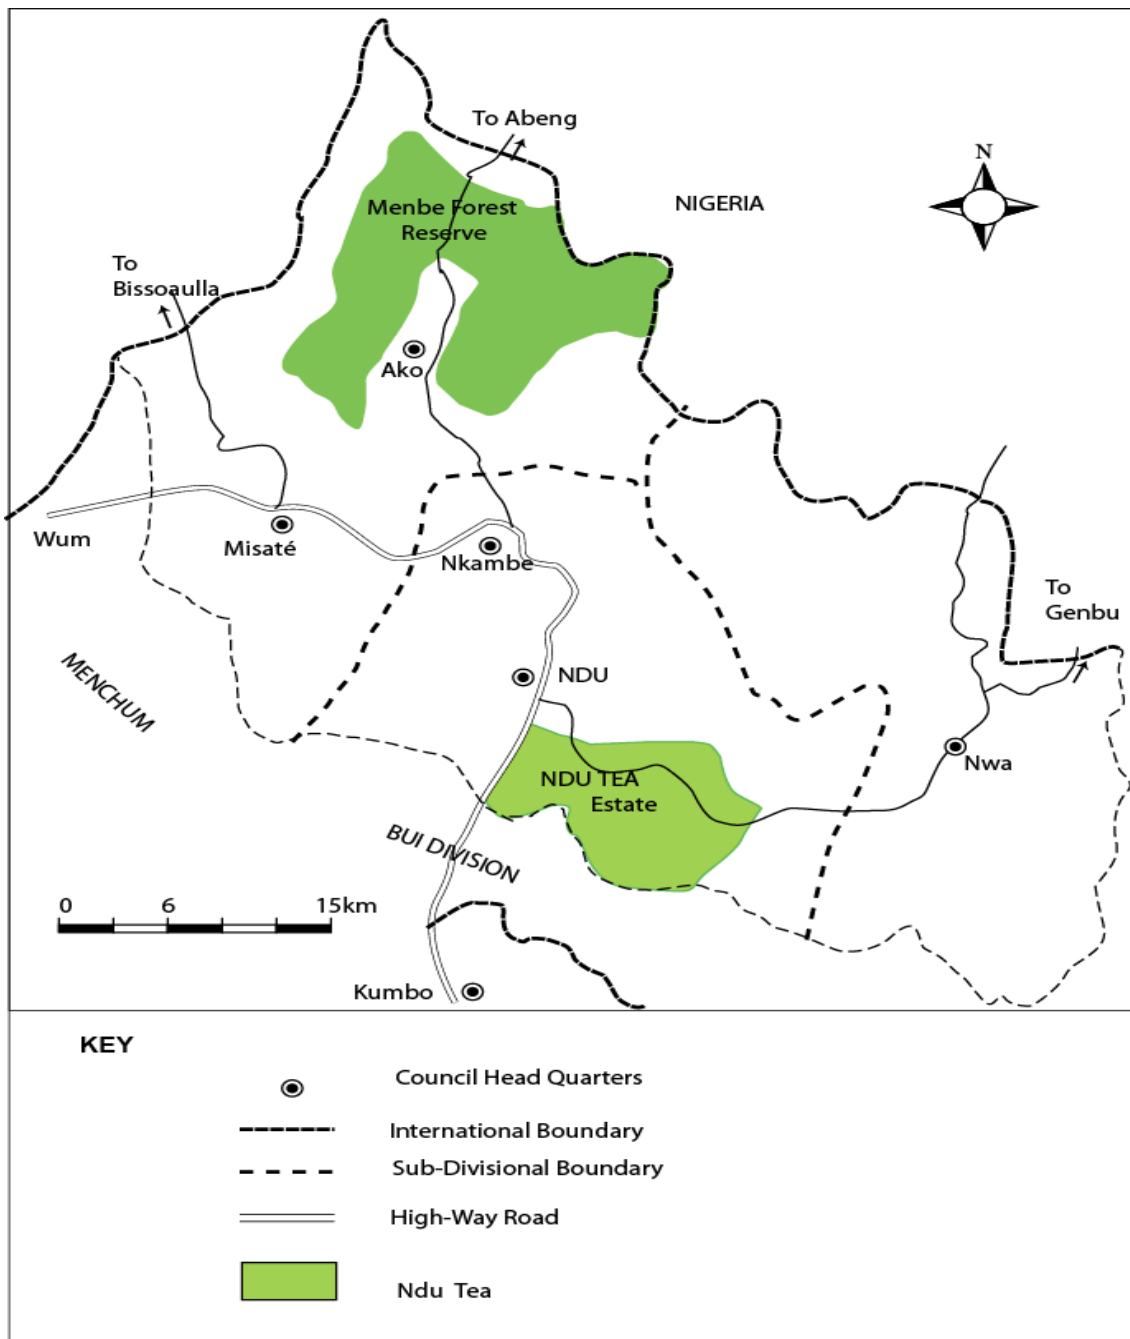 To Abeng
N
Menbe Forest
Reserve
NIGERIA
To
Bissoaulla
Ako
Wum
Misaté
Nkambe
To
Genbu
MENCHUM
NDU
Nwa
NDU TEA
Estate
BUI DIVISION
0 6 15km
Kumbo
KEY
Council Head Quarters
International Boundary
Sub-Divisional Boundary
High-Way Road
Ndu Tea